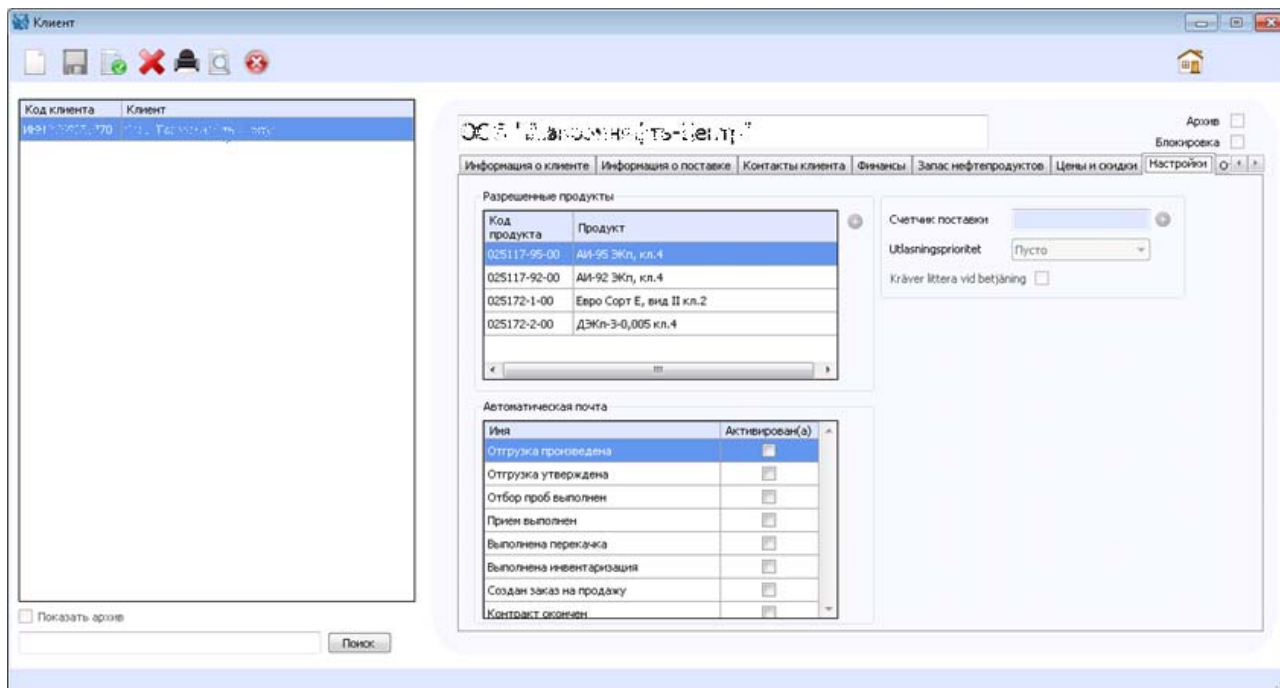 Клиент
Код клиента Клиент
Архив
Блокировка
Информация о клиенте Информация о поставке Контакты клиента Финансы Запас нефтепродуктов Цены и скидки Настройки О
Разрешенные продукты
Код продукта Продукт
025117-95-00 АИ-95 ЭКп, кл.4
025117-92-00 АИ-92 ЭКп, кл.4
025172-1-00 Евро Сорт Е, вид II кл.2
025172-2-00 ДЭКп-З-0,005 кл.4
Счетчик поставки
Utlasningsprioritet Пусто
Kräver littera vid betjäning
Автоматическая почта
Имя Активирован(а)
Отгрузка произведена
Отгрузка утверждена
Отбор проб выполнен
Прием выполнен
Выполнена перекачка
Выполнена инвентаризация
Создан заказ на продажу
Контракт окончен
Показать архив
Поиск